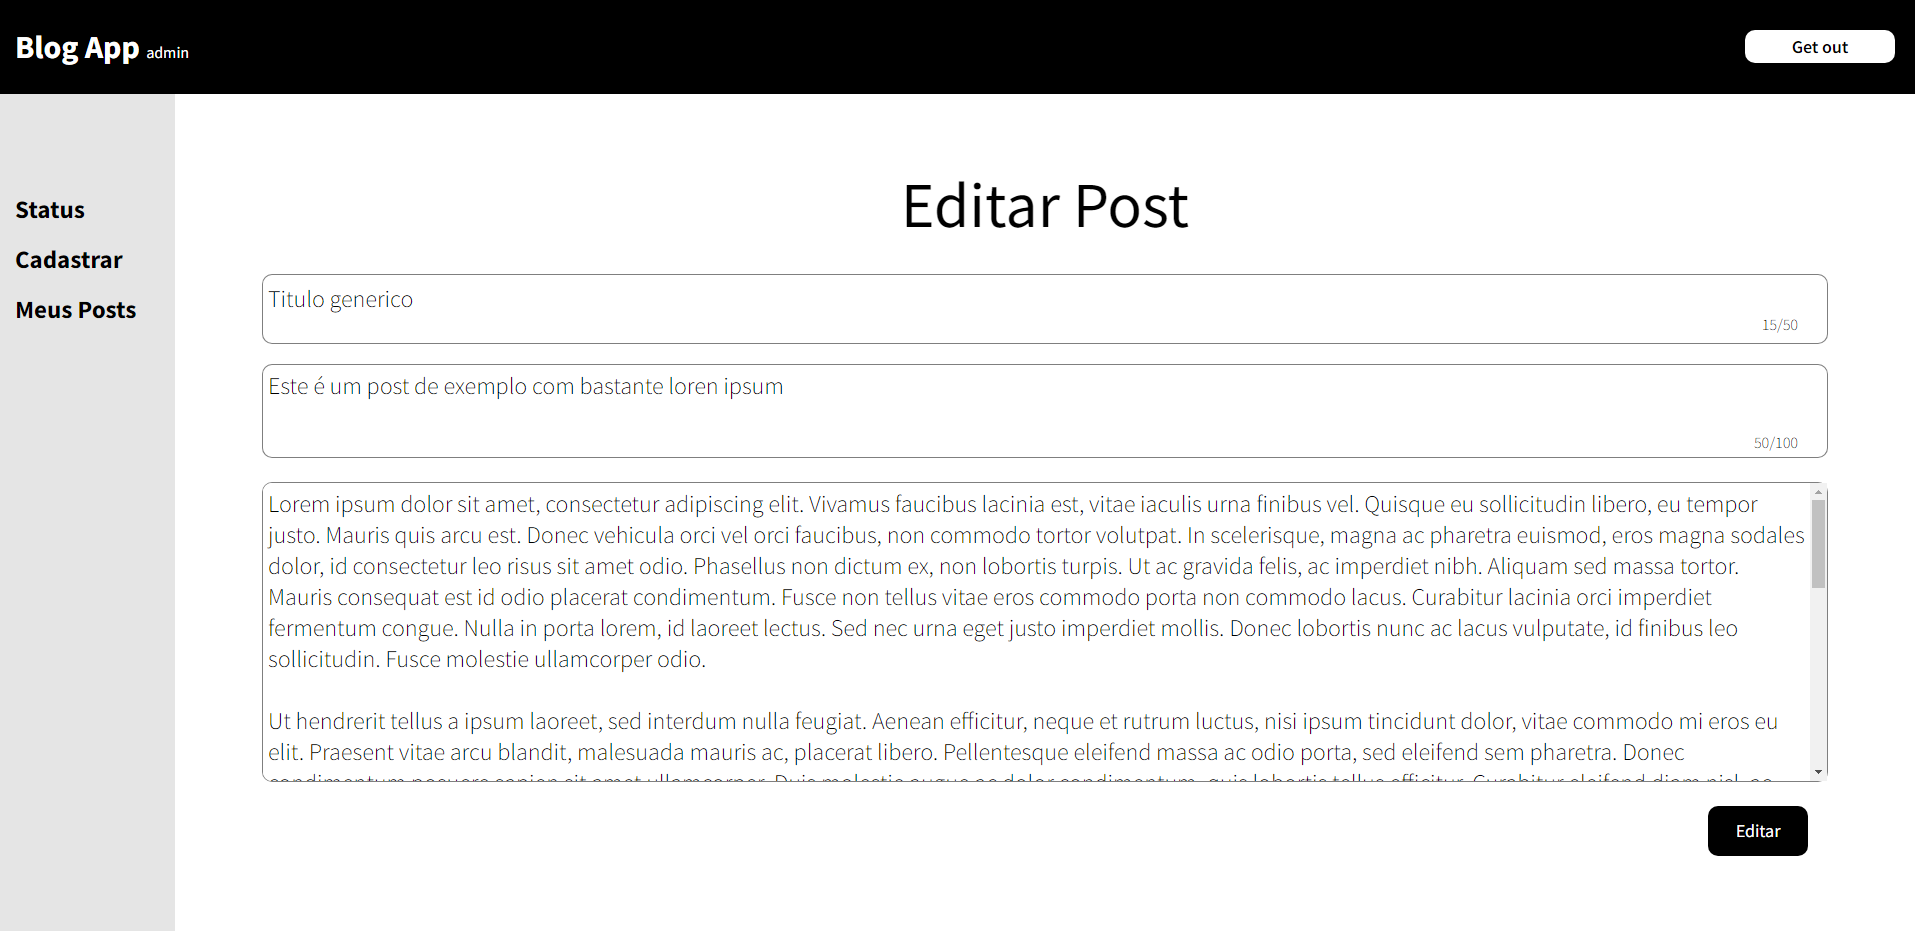 Blog App admin
Get out
Status
Cadastrar
Meus Posts
Editar Post
Titulo generico
15/50
Este é um post de exemplo com bastante loren ipsum
50/100
Lorem ipsum dolor sit amet, consectetur adipiscing elit. Vivamus faucibus lacinia est, vitae iaculis urna finibus vel. Quisque eu sollicitudin libero, eu tempor
justo. Mauris quis arcu est. Donec vehicula orci vel orci faucibus, non commodo tortor volutpat. In scelerisque, magna ac pharetra euismod, eros magna sodales
dolor, id consectetur leo risus sit amet odio. Phasellus non dictum ex, non lobortis turpis. Ut ac gravida felis, ac imperdiet nibh. Aliquam sed massa tortor.
Mauris consequat est id odio placerat condimentum. Fusce non tellus vitae eros commodo porta non commodo lacus. Curabitur lacinia orci imperdiet
fermentum congue. Nulla in porta lorem, id laoreet lectus. Sed nec urna eget justo imperdiet mollis. Donec lobortis nunc ac lacus vulputate, id finibus leo
sollicitudin. Fusce molestie ullamcorper odio.
Ut hendrerit tellus a ipsum laoreet, sed interdum nulla feugiat. Aenean efficitur, neque et rutrum luctus, nisi ipsum tincidunt dolor, vitae commodo mi eros eu
elit. Praesent vitae arcu blandit, malesuada mauris ac, placerat libero. Pellentesque eleifend massa ac odio porta, sed eleifend sem pharetra. Donec
Editar